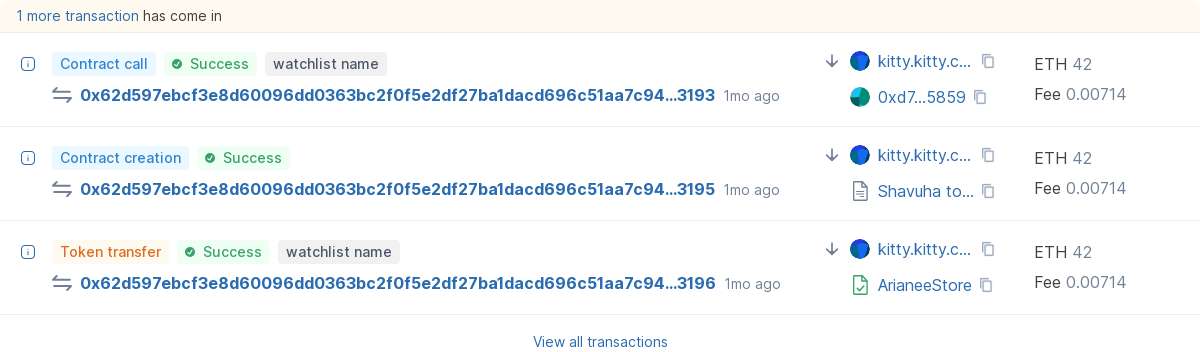 1 more transaction has come in
Contract call Success watchlist name
0x62d597ebcf3e8d60096dd0363bc2f0f5e2df27ba1dacd696c51aa7c94...3193 1mo ago
kitty.kitty.c...
0xd7...5859
ETH 42
Fee 0.00714
Contract creation Success
0x62d597ebcf3e8d60096dd0363bc2f0f5e2df27ba1dacd696c51aa7c94...3195 1mo ago
kitty.kitty.c...
Shavuha to...
ETH 42
Fee 0.00714
Token transfer Success watchlist name
0x62d597ebcf3e8d60096dd0363bc2f0f5e2df27ba1dacd696c51aa7c94...3196 1mo ago
kitty.kitty.c...
ArianeeStore
ETH 42
Fee 0.00714
View all transactions